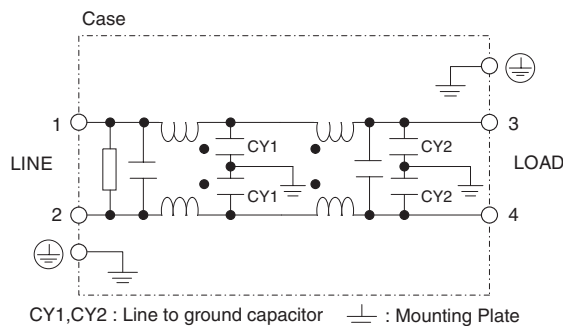 Case
1
3
CY1
CY2
LINE
LOAD
CY1
CY2
2
4
CY1,CY2 : Line to ground capacitor
: Mounting Plate